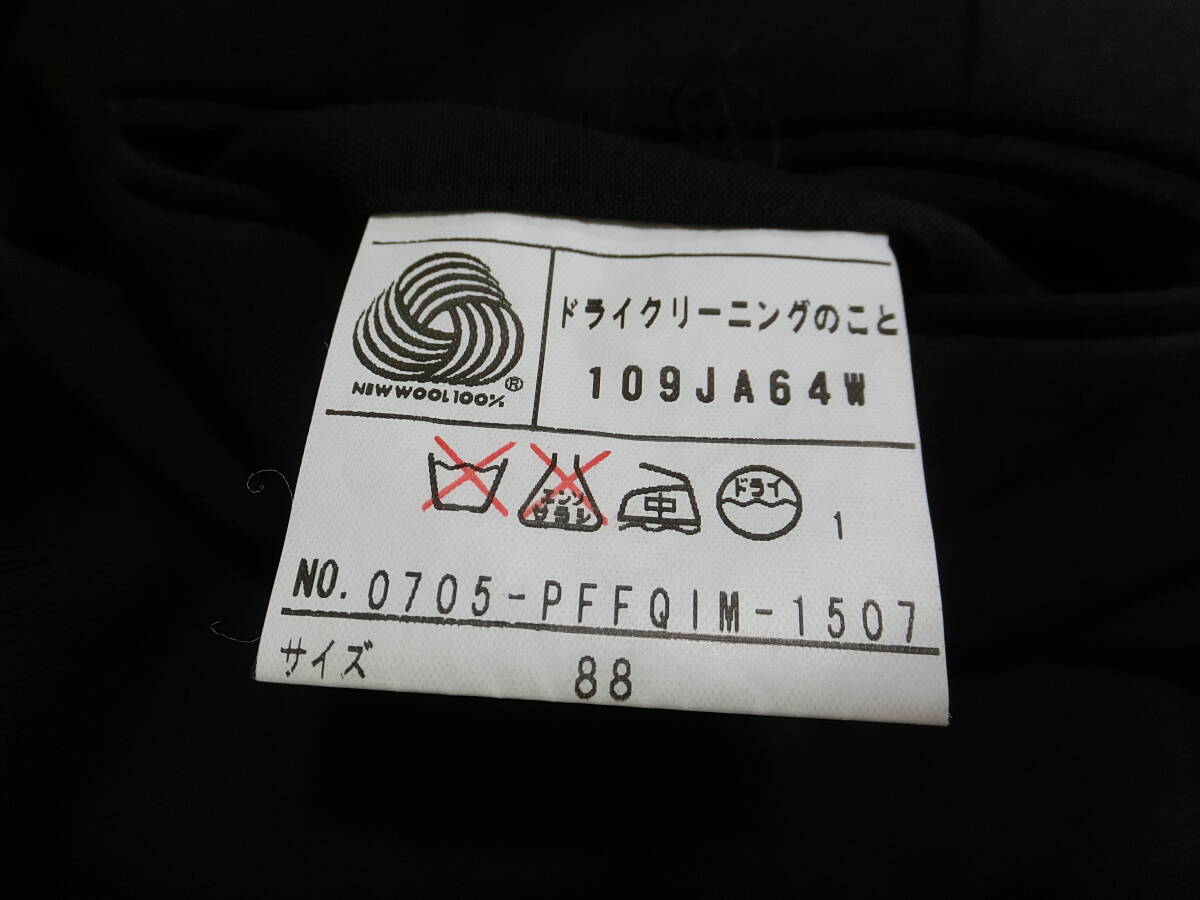 NEW WOOL 100%
®
ドライクリーニングのこと
109JA64W
エンソ
サラシ
中
ドライ
1
NO. 0705-PFFQIM-1507
サイズ 88